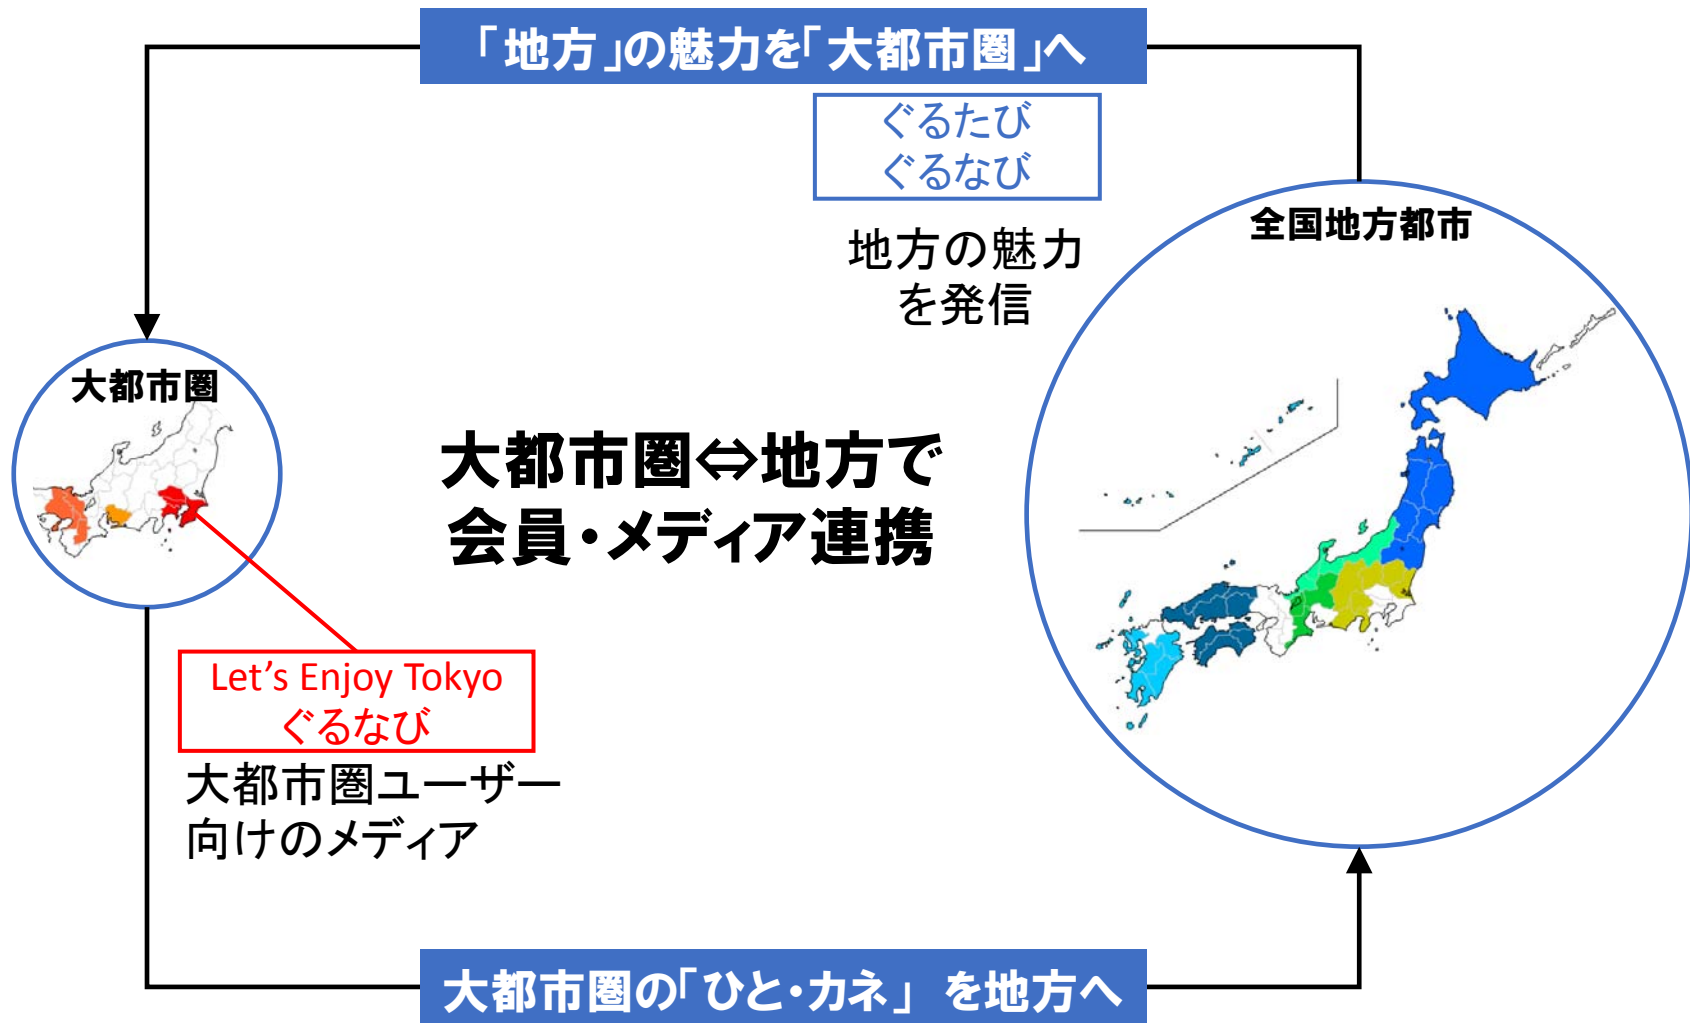 「地方」の魅力を「大都市圏」へ
ぐるたび
ぐるなび
地方の魅力
を発信
全国地方都市
大都市圏
大都市圏⇔地方で
会員・メディア連携
Let's Enjoy Tokyo
ぐるなび
大都市圏ユーザー
向けのメディア
大都市圏の「ひと・カネ」を地方へ